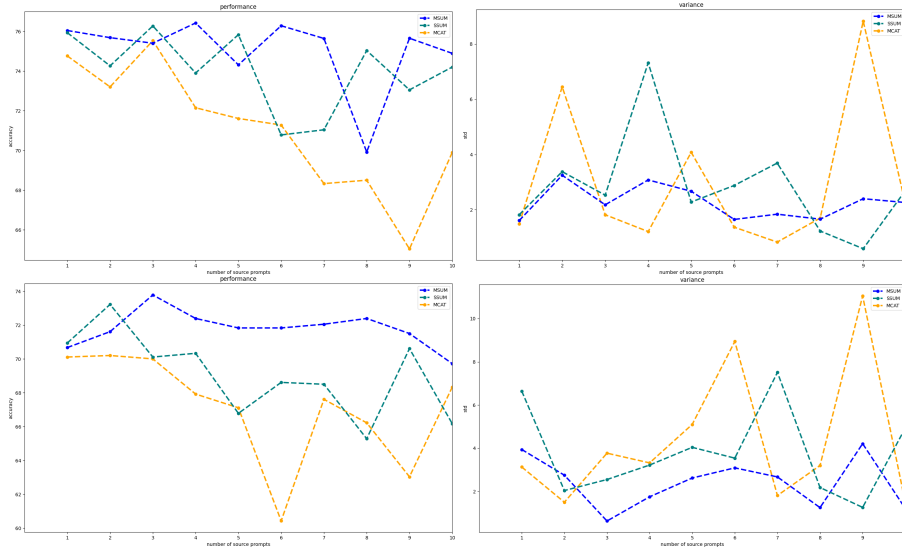 performance
accuracy
76
74
72
70
68
66
1 2 3 4 5 6 7 8 9 10
number of source prompts
MSUM
SSUM
MCAT
variance
std
8
6
4
2
1 2 3 4 5 6 7 8 9
number of source prompts
MSUM
SSUM
MCAT
performance
accuracy
74
72
70
68
66
64
62
60
1 2 3 4 5 6 7 8 9 10
number of source prompts
MSUM
SSUM
MCAT
variance
std
10
8
6
4
2
1 2 3 4 5 6 7 8 9
number of source prompts
MSUM
SSUM
MCAT